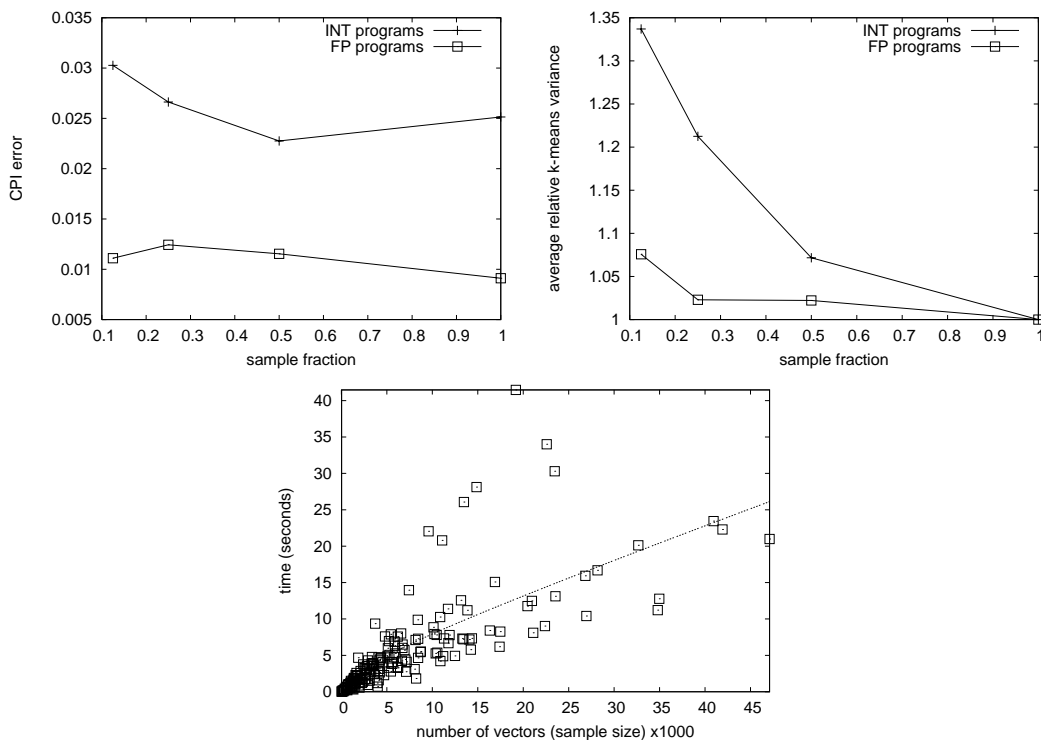 0.035
0.03
0.025
0.02
0.015
0.01
0.005
0.1 0.2 0.3 0.4 0.5 0.6 0.7 0.8 0.9 1
CPI error
sample fraction
INT programs
FP programs
1.35
1.3
1.25
1.2
1.15
1.1
1.05
1
0.1 0.2 0.3 0.4 0.5 0.6 0.7 0.8 0.9 1
average relative k-means variance
sample fraction
INT programs
FP programs
40
35
30
25
20
15
10
5
0
0 5 10 15 20 25 30 35 40 45
time (seconds)
number of vectors (sample size) x1000